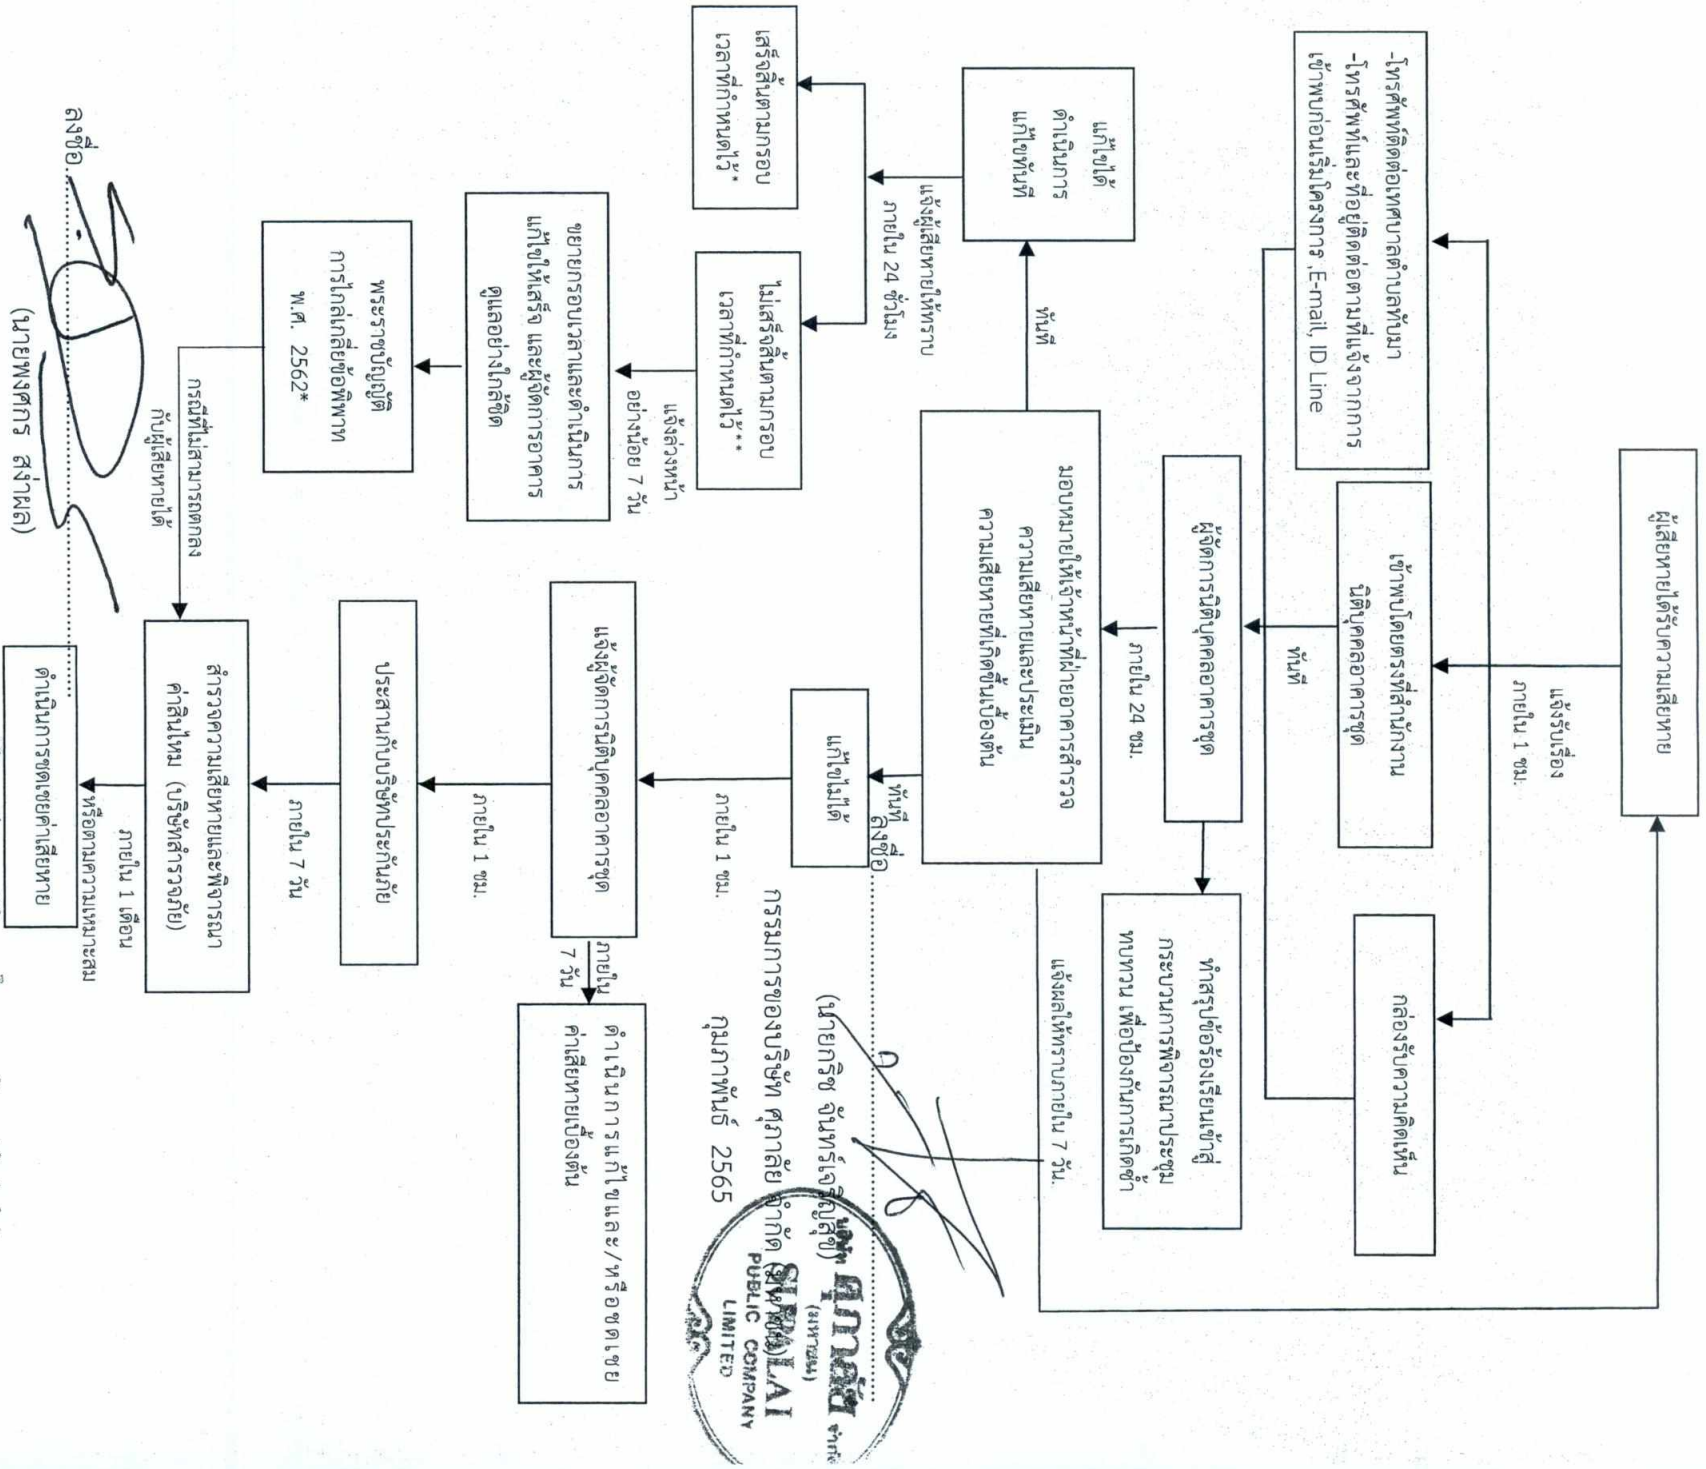 ผู้เสียหายได้รับความเสียหาย
แจ้งรับเรื่อง
ภายใน 1 ชม.
-โทรศัพท์ติดต่อเทศบาลตำบลทับมา
-โทรศัพท์และที่อยู่ติดต่อตามที่แจ้งจากการ
เข้าพบก่อนเริ่มโครงการ ,E-mail, ID Line
เข้าพบโดยตรงที่สำนักงาน
นิติบุคคลอาคารชุด
กล่องรับความคิดเห็น
ทันที
ผู้จัดการนิติบุคคลอาคารชุด
ทำสรุปข้อร้องเรียนเข้าสู่
กระบวนการพิจารณาประชุม
ทบทวน เพื่อป้องกันการเกิดซ้ำ
ภายใน 24 ชม.
มอบหมายให้เจ้าหน้าที่ฝ่ายอาคารสำรวจ
ความเสียหายและประเมิน
ความเสียหายที่เกิดขึ้นเบื้องต้น
แจ้งผลให้ทราบภายใน 7 วัน.
ทันที
แก้ไขได้
ดำเนินการ
แก้ไขทันที
แจ้งผู้เสียหายให้ทราบ
ภายใน 24 ชั่วโมง
เสร็จสิ้นตามกรอบ
เวลาที่กำหนดไว้*
ไม่เสร็จสิ้นตามกรอบ
เวลาที่กำหนดไว้**
แจ้งล่วงหน้า
อย่างน้อย 7 วัน
ขยายกรอบเวลาและดำเนินการ
แก้ไขให้เสร็จ และผู้จัดการอาคาร
ดูแลอย่างใกล้ชิด
พระราชบัญญัติ
การไกล่เกลี่ยข้อพิพาท
พ.ศ. 2562*
กรณีที่ไม่สามารถตกลง
กับผู้เสียหายได้
ทันที
แก้ไขไม่ได้
ภายใน 1 ชม.
แจ้งผู้จัดการนิติบุคคลอาคารชุด
ภายใน
7 วัน
ดำเนินการแก้ไขและ/หรือชดเชย
ค่าเสียหายเบื้องต้น
ภายใน 1 ชม.
ประสานกับบริษัทประกันภัย
ภายใน 7 วัน
สำรวจความเสียหายและพิจารณา
ค่าสินไหม (บริษัทสำรวจภัย)
ภายใน 1 เดือน
หรือตามความเหมาะสม
ดำเนินการชดเชยค่าเสียหาย
ลงชื่อ
(นายกริช จันทร์เจริญสุข)
กรรมการของบริษัท ศุภาลัย จำกัด (มหาชน)
กุมภาพันธ์ 2565
บริษัท ศุภาลัย จำกัด
(มหาชน)
SUPALAI
PUBLIC COMPANY
LIMITED
ลงชื่อ
(นายพงศกร สง่าผล)